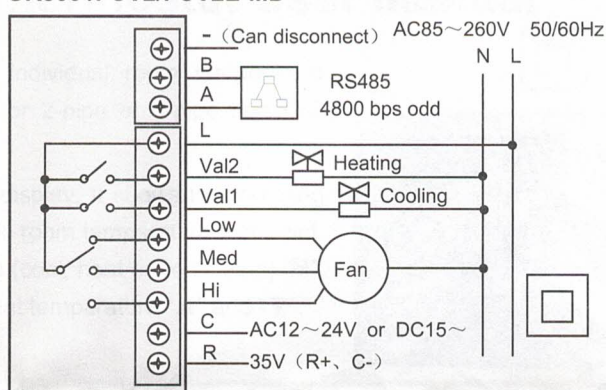 - (Can disconnect) AC85～260V 50/60Hz
N L
B
A
RS485
4800 bps odd
L
Val2 Heating
Val1 Cooling
Low
Med
Hi
Fan
C AC12～24V or DC15～
R 35V (R+、C-)